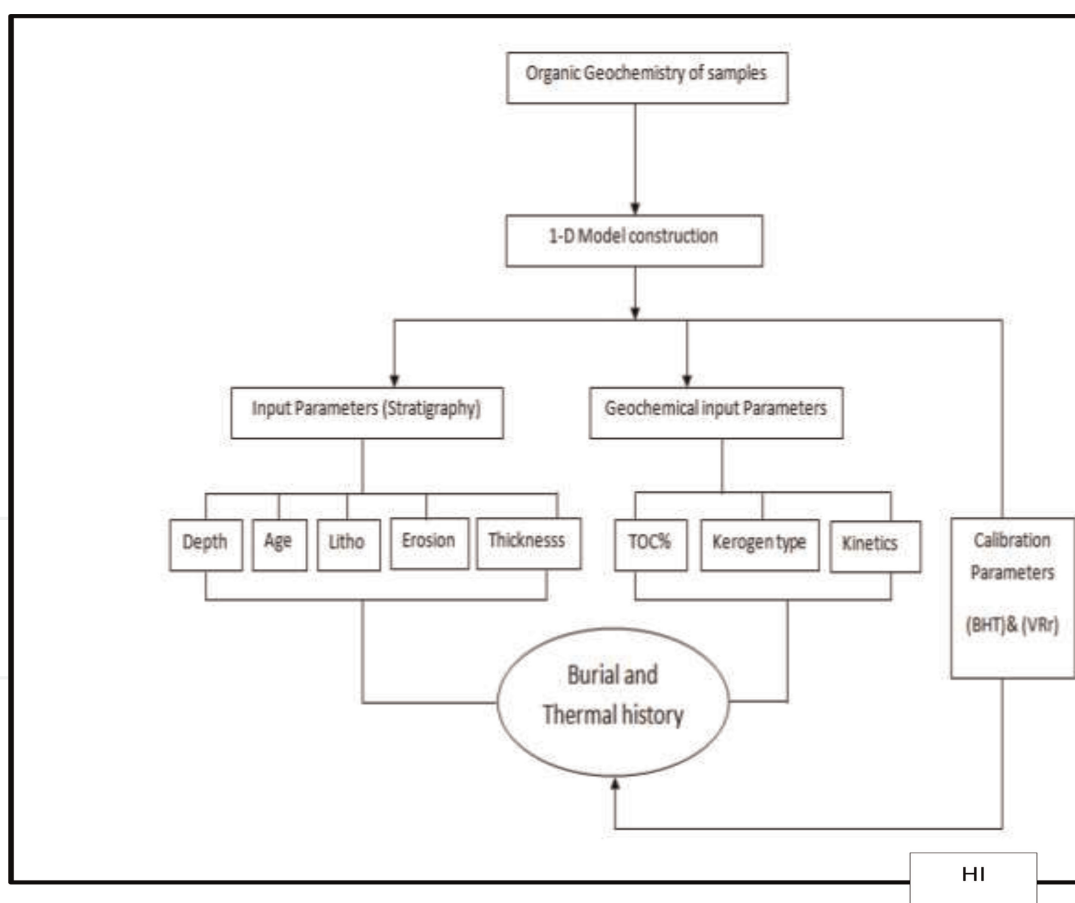 Organic Geochemistry of samples
1-D Model construction
Input Parameters (Stratigraphy)
Geochemical input Parameters
Depth
Age
Litho
Erosion
Thicknesss
TOC%
Kerogen type
Kinetics
Calibration
Parameters
(BHT)& (VRr)
Burial and
Thermal history
HI